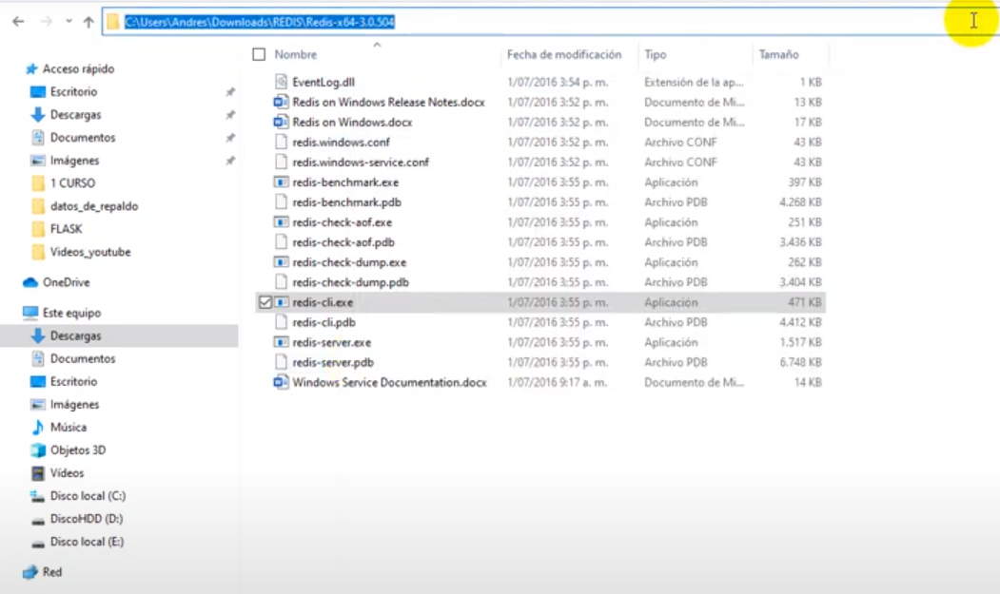 C:\Users\Andres\Downloads\REDIS\Redis-x64-3.0.504
Nombre Fecha de modificación Tipo Tamaño
Acceso rápido
Escritorio
Descargas
Documentos
Imágenes
1 CURSO
datos_de_repaldo
FLASK
Videos_youtube
OneDrive
Este equipo
Descargas
Documentos
Escritorio
Imágenes
Música
Objetos 3D
Vídeos
Disco local (C:)
DiscoHDD (D:)
Disco local (E:)
Red
EventLog.dll 1/07/2016 3:54 p. m. Extensión de la ap... 1 KB
Redis on Windows Release Notes.docx 1/07/2016 3:52 p. m. Documento de Mi... 13 KB
Redis on Windows.docx 1/07/2016 3:52 p. m. Documento de Mi... 17 KB
redis.windows.conf 1/07/2016 3:52 p. m. Archivo CONF 43 KB
redis.windows-service.conf 1/07/2016 3:52 p. m. Archivo CONF 43 KB
redis-benchmark.exe 1/07/2016 3:55 p. m. Aplicación 397 KB
redis-benchmark.pdb 1/07/2016 3:55 p. m. Archivo PDB 4.268 KB
redis-check-aof.exe 1/07/2016 3:55 p. m. Aplicación 251 KB
redis-check-aof.pdb 1/07/2016 3:55 p. m. Archivo PDB 3.436 KB
redis-check-dump.exe 1/07/2016 3:55 p. m. Aplicación 262 KB
redis-check-dump.pdb 1/07/2016 3:55 p. m. Archivo PDB 3.404 KB
redis-cli.exe 1/07/2016 3:55 p. m. Aplicación 471 KB
redis-cli.pdb 1/07/2016 3:55 p. m. Archivo PDB 4.412 KB
redis-server.exe 1/07/2016 3:55 p. m. Aplicación 1.517 KB
redis-server.pdb 1/07/2016 3:55 p. m. Archivo PDB 6.748 KB
Windows Service Documentation.docx 1/07/2016 9:17 a. m. Documento de Mi... 14 KB